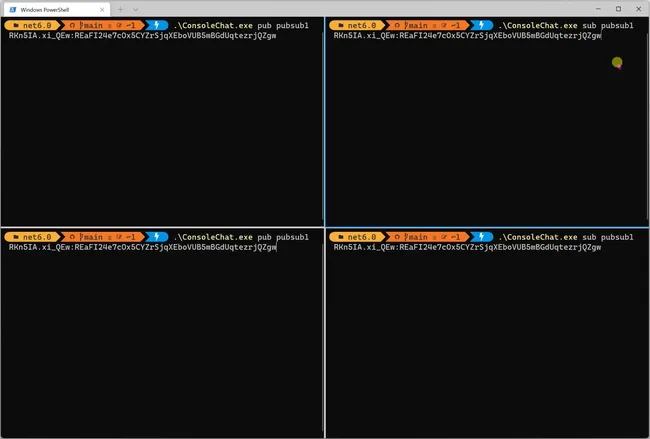 Windows PowerShell
net6.0 main ≡ ~1 .\ConsoleChat.exe pub pubsub1
RKn5IA.xi_QEw:REaFI24e7cOx5CYZrSjqXEboVUB5mBGdUqtezrjQZgw
net6.0 main ≡ ~1 .\ConsoleChat.exe sub pubsub1
RKn5IA.xi_QEw:REaFI24e7cOx5CYZrSjqXEboVUB5mBGdUqtezrjQZgw
net6.0 main ≡ ~1 .\ConsoleChat.exe pub pubsub1
RKn5IA.xi_QEw:REaFI24e7cOx5CYZrSjqXEboVUB5mBGdUqtezrjQZgw
net6.0 main ≡ ~1 .\ConsoleChat.exe sub pubsub1
RKn5IA.xi_QEw:REaFI24e7cOx5CYZrSjqXEboVUB5mBGdUqtezrjQZgw